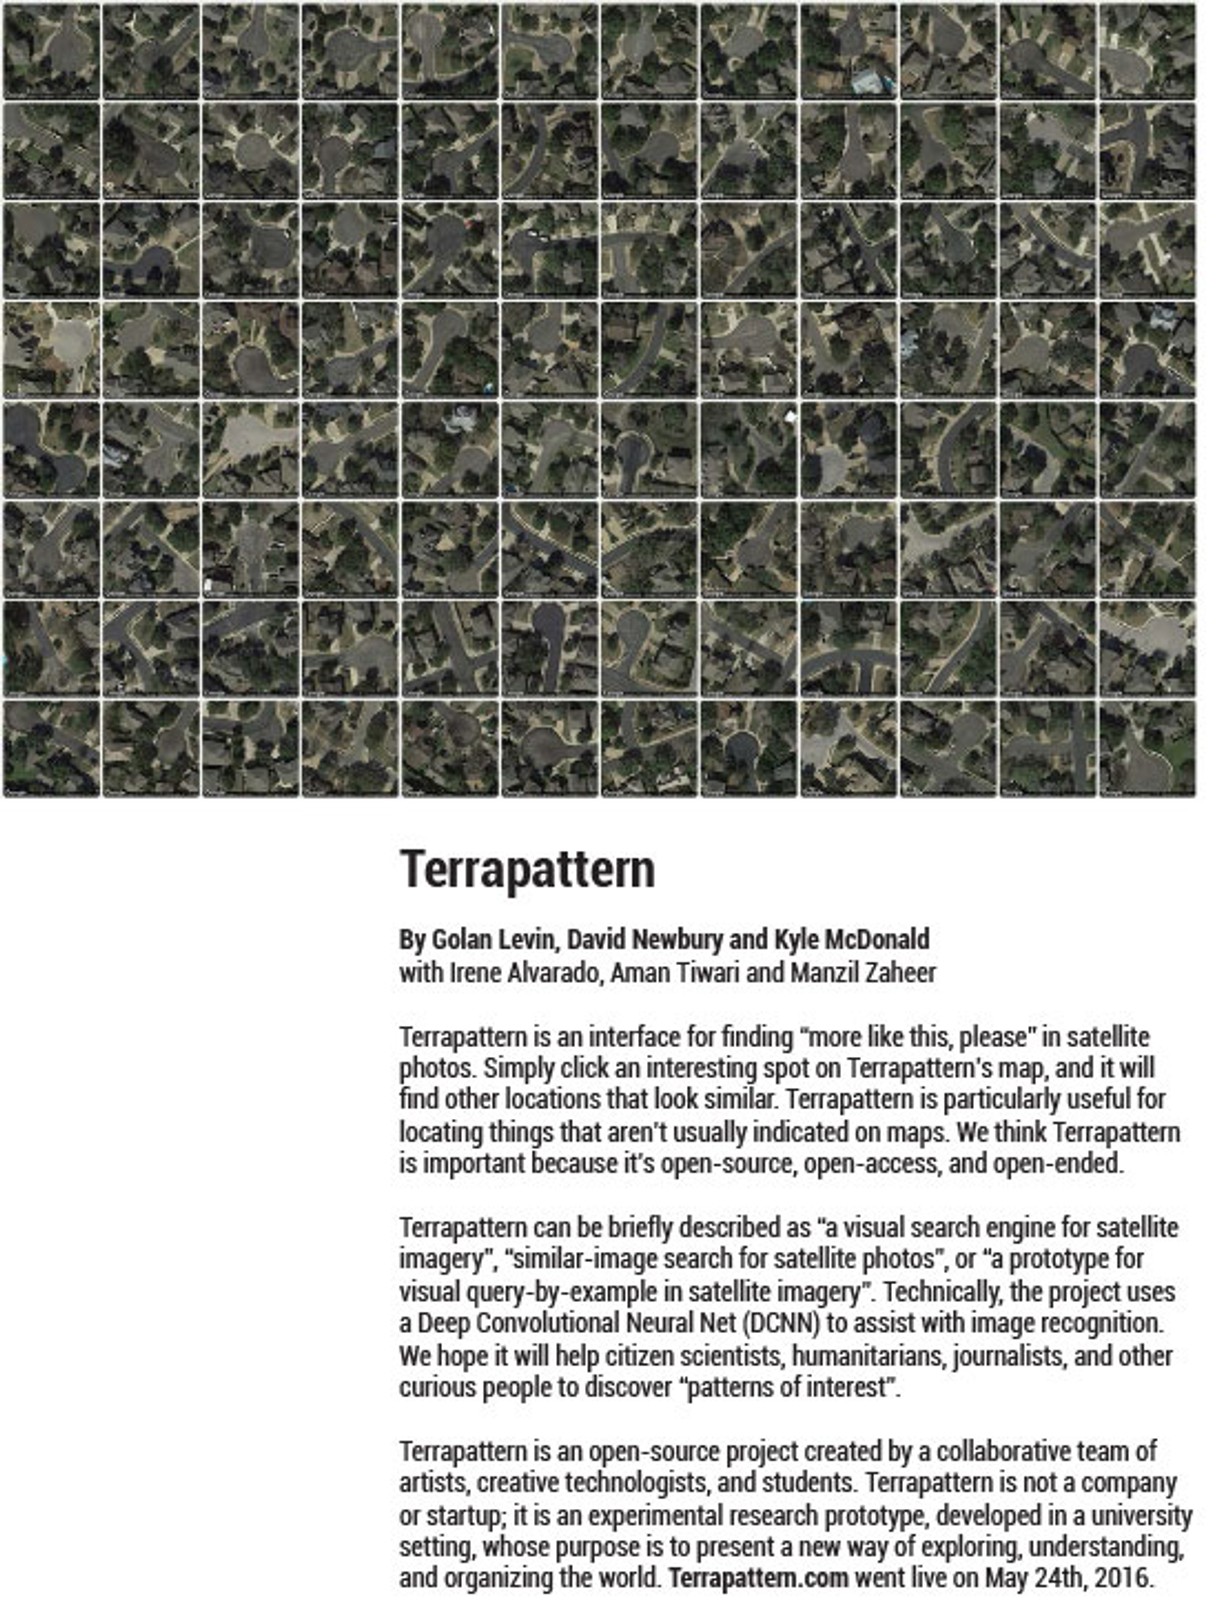 Terrapattern
By Golan Levin, David Newbury and Kyle McDonald
with Irene Alvarado, Aman Tiwari and Manzil Zaheer
Terrapattern is an interface for finding “more like this, please” in satellite
photos. Simply click an interesting spot on Terrapattern’s map, and it will
find other locations that look similar. Terrapattern is particularly useful for
locating things that aren’t usually indicated on maps. We think Terrapattern
is important because it’s open-source, open-access, and open-ended.
Terrapattern can be briefly described as “a visual search engine for satellite
imagery”, “similar-image search for satellite photos”, or “a prototype for
visual query-by-example in satellite imagery”. Technically, the project uses
a Deep Convolutional Neural Net (DCNN) to assist with image recognition.
We hope it will help citizen scientists, humanitarians, journalists, and other
curious people to discover “patterns of interest”.
Terrapattern is an open-source project created by a collaborative team of
artists, creative technologists, and students. Terrapattern is not a company
or startup; it is an experimental research prototype, developed in a university
setting, whose purpose is to present a new way of exploring, understanding,
and organizing the world. Terrapattern.com went live on May 24th, 2016.